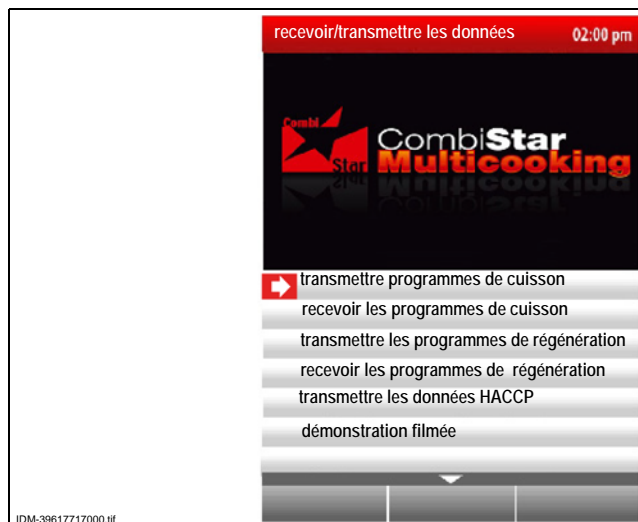 recevoir/transmettre les données 02:00 pm
Combi
Star
CombiStar
Multicooking
transmettre programmes de cuisson
recevoir les programmes de cuisson
transmettre les programmes de régénération
recevoir les programmes de régénération
transmettre les données HACCP
démonstration filmée
IDM-39617717000.tif